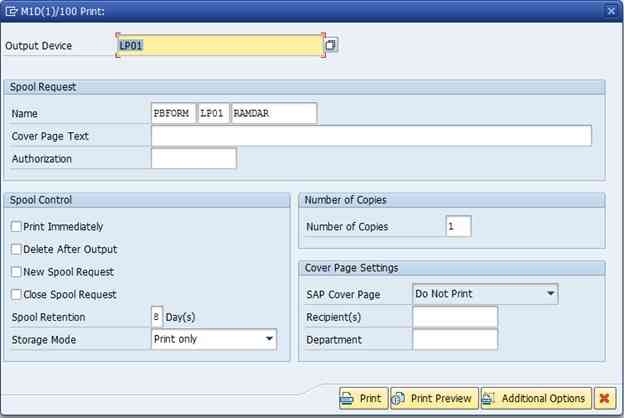 M1D(1)/100 Print:
Output Device LP01
Spool Request
Name PBFORM LP01 RAMDAR
Cover Page Text
Authorization
Spool Control
Print Immediately
Delete After Output
New Spool Request
Close Spool Request
Spool Retention 8 Day(s)
Storage Mode Print only
Number of Copies
Number of Copies 1
Cover Page Settings
SAP Cover Page Do Not Print
Recipient(s)
Department
Print Print Preview Additional Options